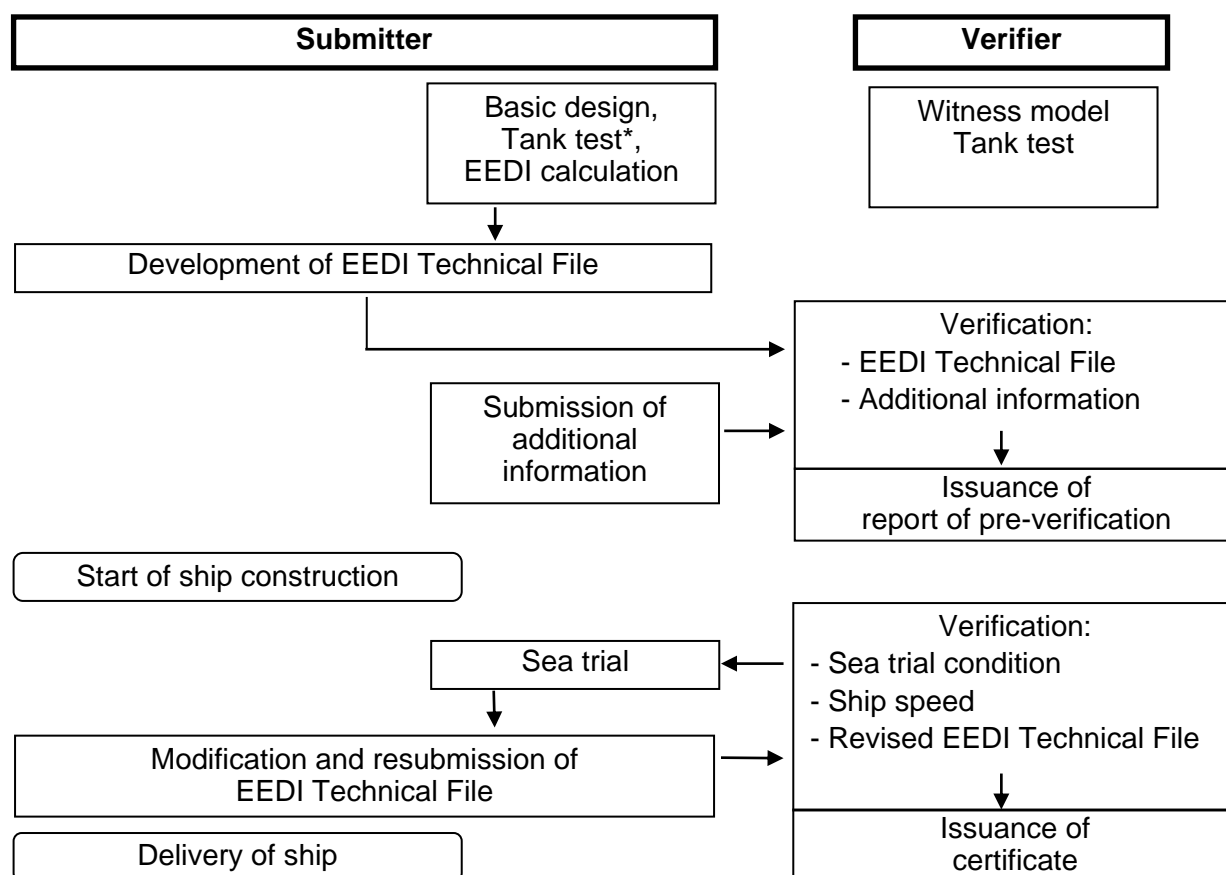 Submitter
Verifier
Basic design,
Tank test*,
EEDI calculation
Witness model
Tank test
Development of EEDI Technical File
Verification:
- EEDI Technical File
- Additional information
Submission of
additional
information
Issuance of
report of pre-verification
Start of ship construction
Verification:
- Sea trial condition
- Ship speed
- Revised EEDI Technical File
Sea trial
Modification and resubmission of
EEDI Technical File
Issuance of
certificate
Delivery of ship